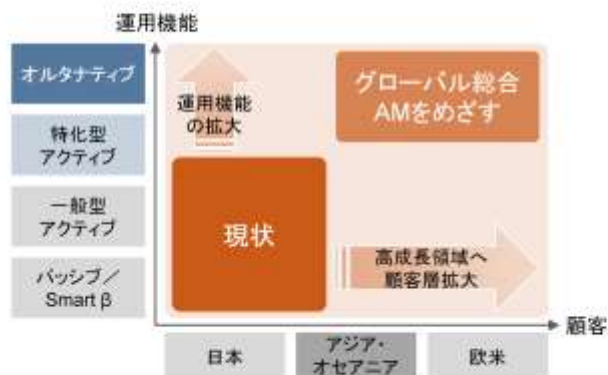 運用機能
オルタナティブ
特化型
アクティブ
一般型
アクティブ
パッシブ／
Smart β
運用機能
の拡大
グローバル総合
AMをめざす
現状
高成長領域へ
顧客層拡大
顧客
日本
アジア・
オセアニア
欧米